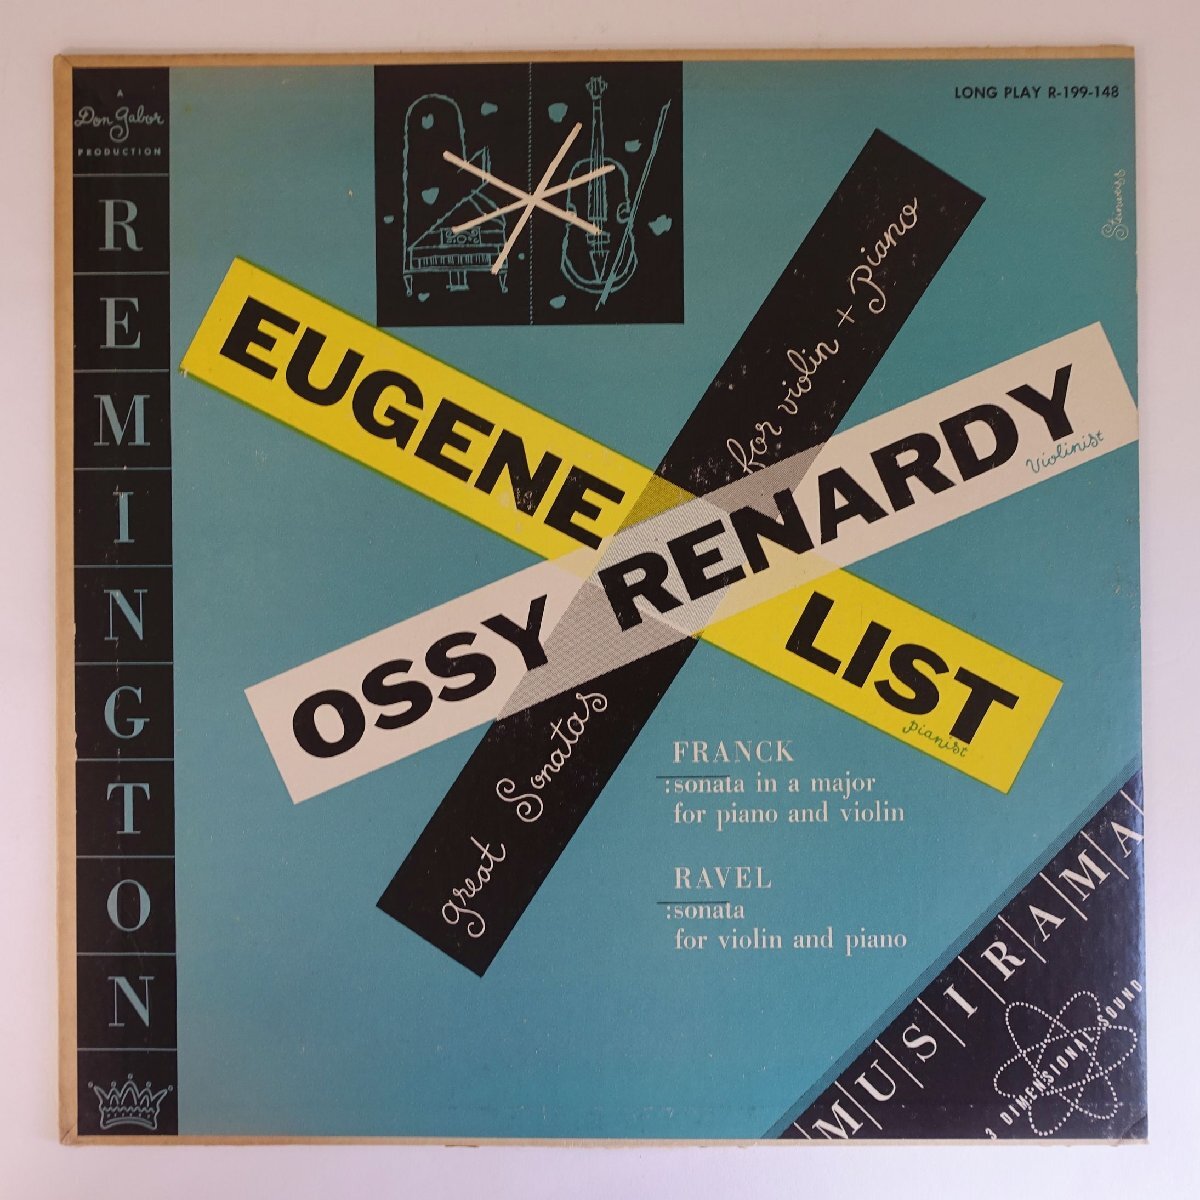 A
Don Gabor
PRODUCTION
REMINGTON
LONG PLAY R-199-148
Steinweiss
EUGENE LIST
pianist
OSSY RENARDY
Violinist
great Sonatas for violin + piano
FRANCK
:sonata in a major
for piano and violin
RAVEL
:sonata
for violin and piano
MUSIRAMA
3 DIMENSIONAL SOUND